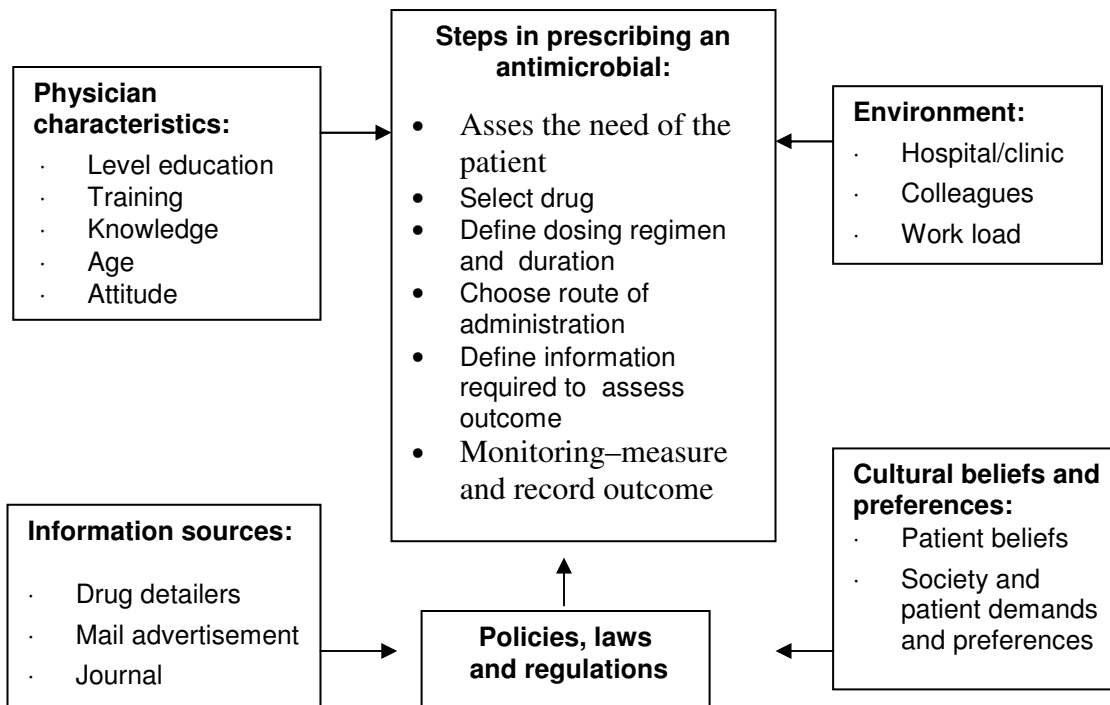 Steps in prescribing an
antimicrobial:
• Asses the need of the
patient
• Select drug
• Define dosing regimen
and duration
• Choose route of
administration
• Define information
required to assess
outcome
• Monitoring–measure
and record outcome
Physician
characteristics:
· Level education
· Training
· Knowledge
· Age
· Attitude
Environment:
· Hospital/clinic
· Colleagues
· Work load
Information sources:
· Drug detailers
· Mail advertisement
· Journal
Policies, laws
and regulations
Cultural beliefs and
preferences:
· Patient beliefs
· Society and
patient demands
and preferences